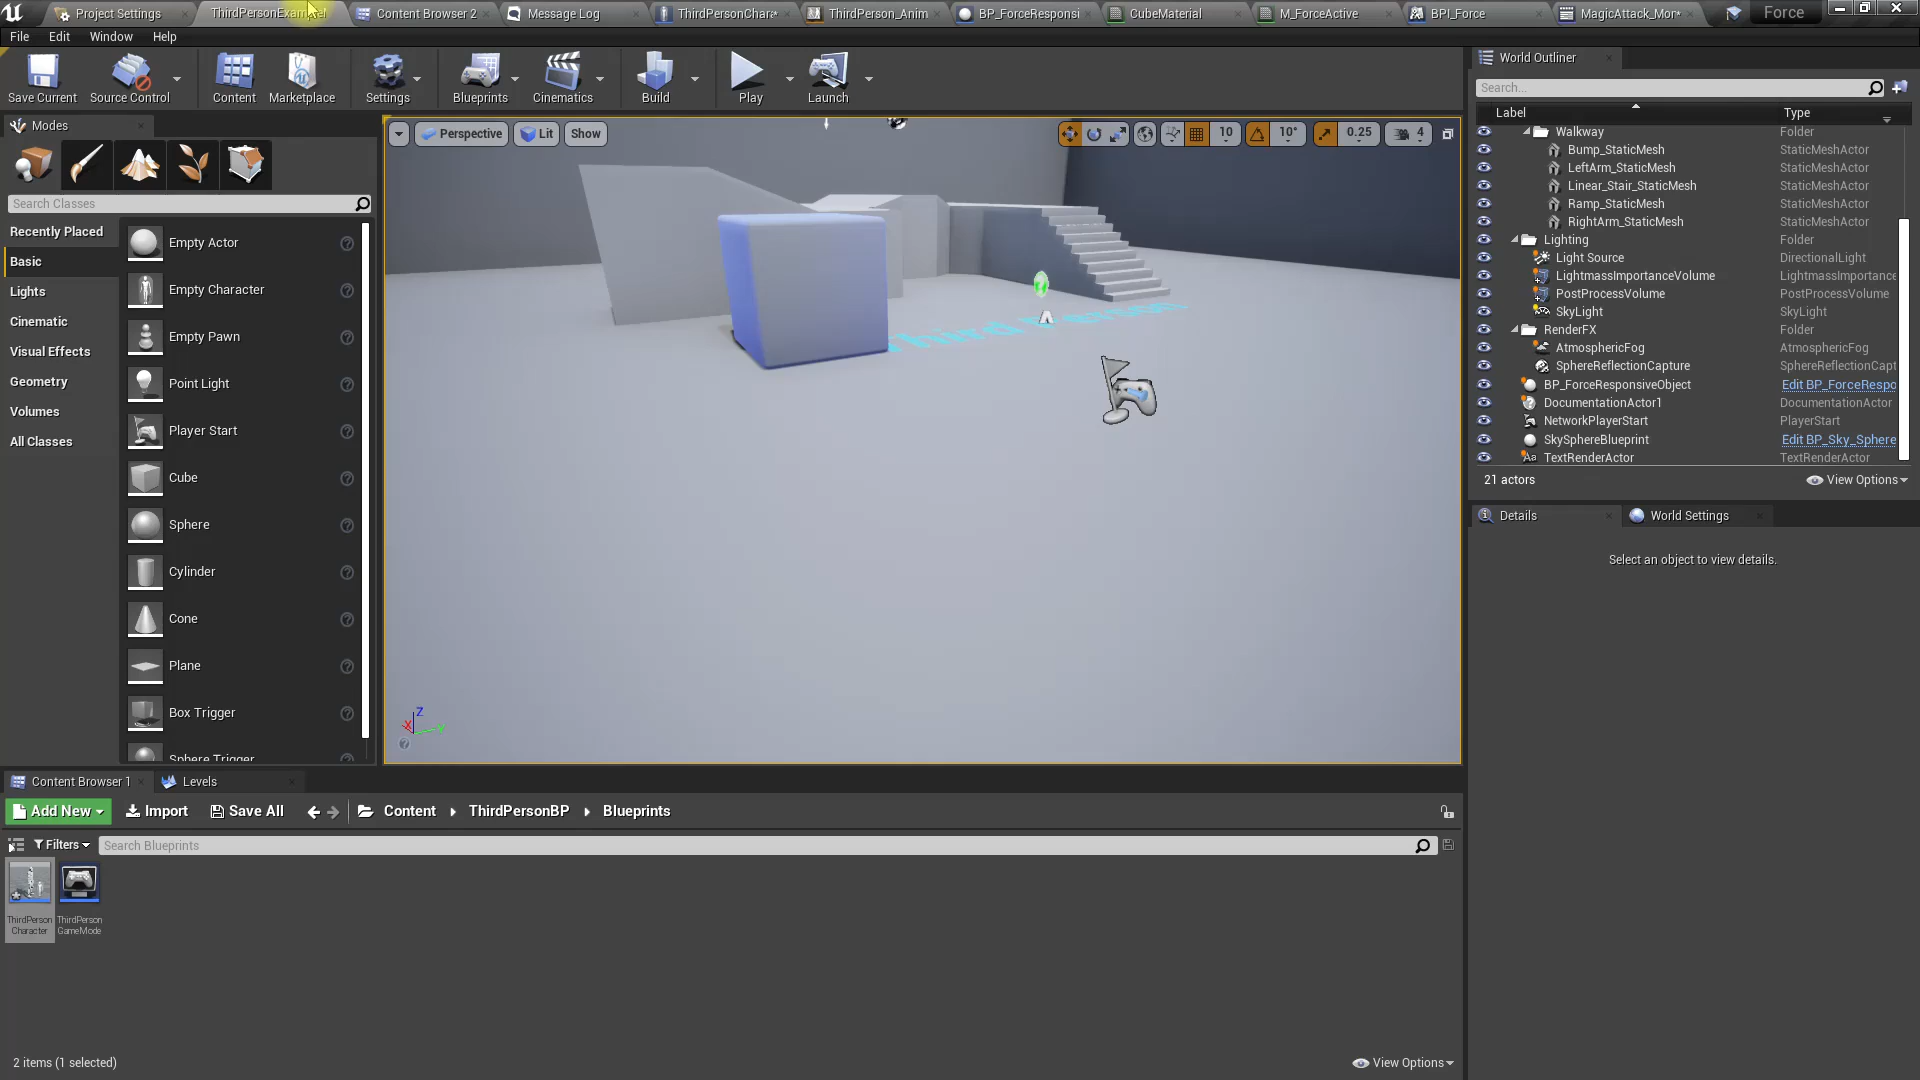 Project Settings
ThirdPersonExampl
Content Browser 2
Message Log
ThirdPersonChara*
ThirdPerson_Anim
BP_ForceResponsi
CubeMaterial
M_ForceActive
BPI_Force
MagicAttack_Mon*
Force
File
Edit
Window
Help
Save Current
Source Control
Content
Marketplace
Settings
Blueprints
Cinematics
Build
Play
Launch
Modes
Search Classes
Recently Placed
Basic
Lights
Cinematic
Visual Effects
Geometry
Volumes
All Classes
Empty Actor
Empty Character
Empty Pawn
Point Light
Player Start
Cube
Sphere
Cylinder
Cone
Plane
Box Trigger
Sphere Trigger
Perspective
Lit
Show
10
10°
0.25
4
Third Person
Z
X
Y
World Outliner
Search...
Label
Type
Walkway
Folder
Bump_StaticMesh
StaticMeshActor
LeftArm_StaticMesh
StaticMeshActor
Linear_Stair_StaticMesh
StaticMeshActor
Ramp_StaticMesh
StaticMeshActor
RightArm_StaticMesh
StaticMeshActor
Lighting
Folder
Light Source
DirectionalLight
LightmassImportanceVolume
LightmassImportance
PostProcessVolume
PostProcessVolume
SkyLight
SkyLight
RenderFX
Folder
AtmosphericFog
AtmosphericFog
SphereReflectionCapture
SphereReflectionCapt
BP_ForceResponsiveObject
Edit BP_ForceRespo
DocumentationActor1
DocumentationActor
NetworkPlayerStart
PlayerStart
SkySphereBlueprint
Edit BP_Sky_Sphere
TextRenderActor
TextRenderActor
21 actors
View Options
Details
World Settings
Select an object to view details.
Content Browser 1
Levels
Add New
Import
Save All
Content
ThirdPersonBP
Blueprints
Filters
Search Blueprints
ThirdPerson
Character
ThirdPerson
GameMode
2 items (1 selected)
View Options